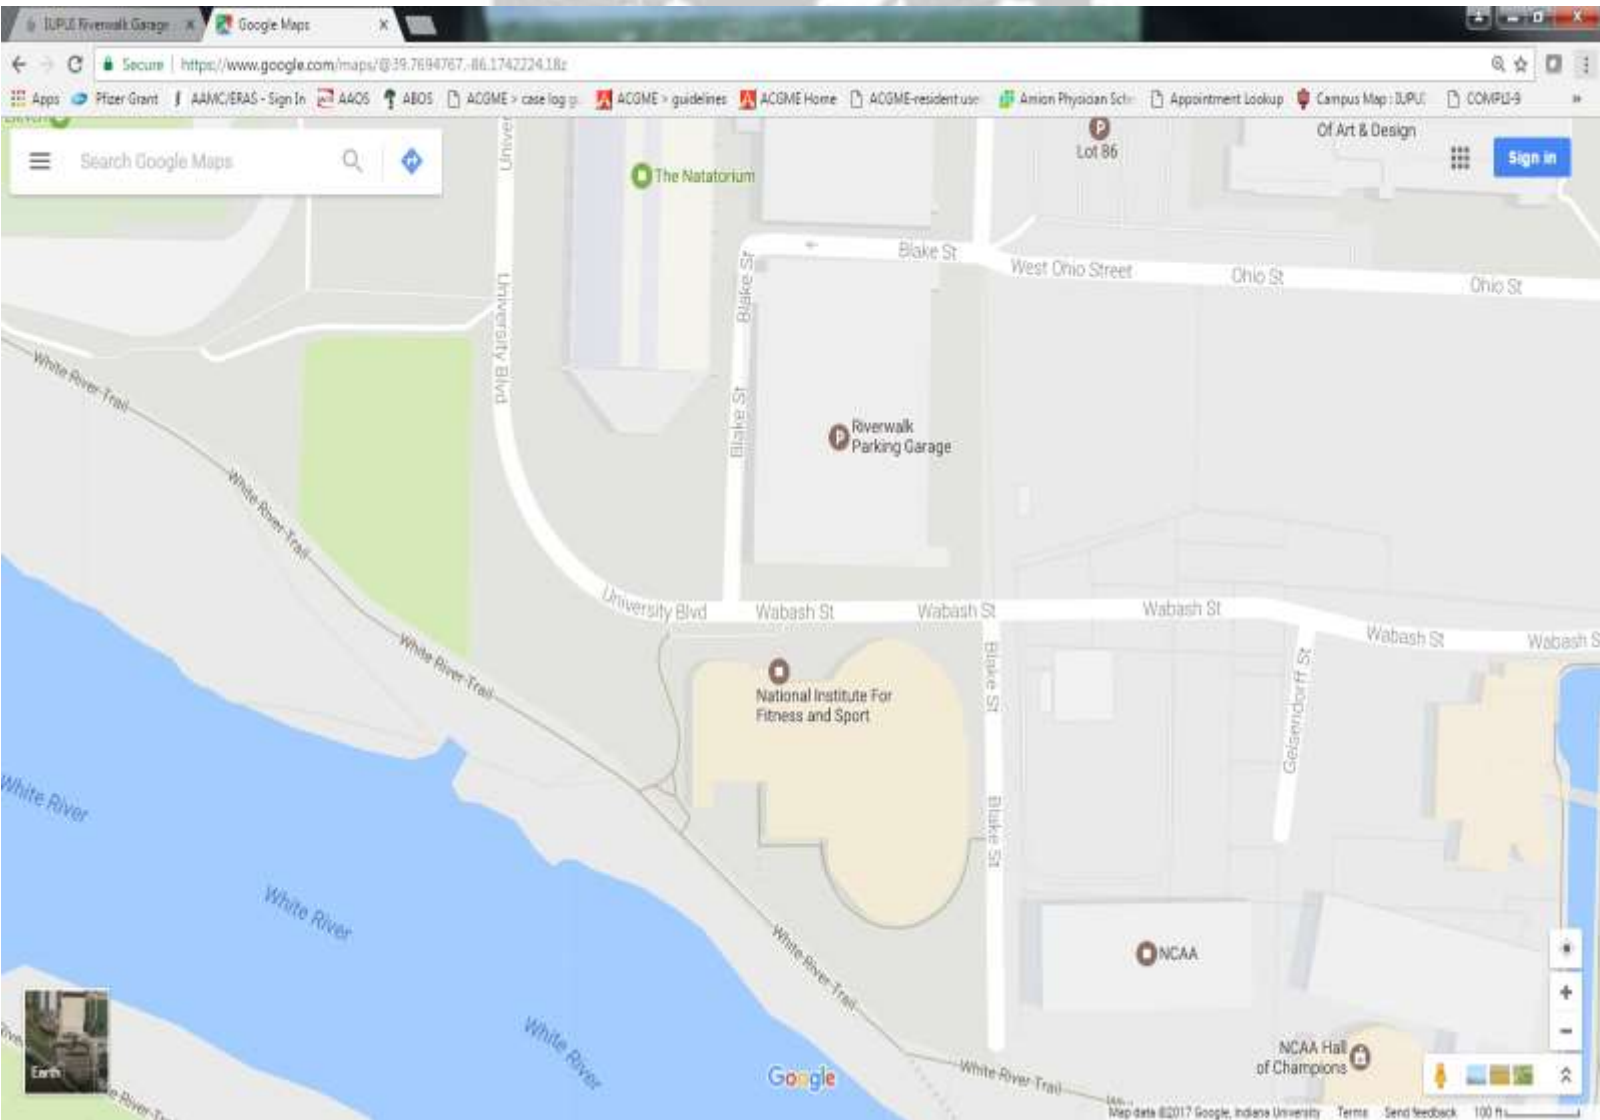 IUPUI Riverwalk Garage
Google Maps
Secure
https://www.google.com/maps/@39.7694767,-86.1742224,18z
Apps
Pfizer Grant
AAMC/ERAS - Sign In
AAOS
ABOS
ACGME > case log
ACGME > guidelines
ACGME Home
ACGME-resident use
Amion Physician Sch
Appointment Lookup
Campus Map : IUPUI
COMPLI-9
»
Search Google Maps
Univer
The Natatorium
P
Lot 86
Of Art & Design
Sign in
Blake St
West Ohio Street
Ohio St
Ohio St
Blake St
University Blvd
White River Trail
Blake St
P
Riverwalk
Parking Garage
White River Trail
University Blvd
Wabash St
Wabash St
Wabash St
Wabash St
Wabash S
White River Trail
National Institute For
Fitness and Sport
Blake St
Geisendorff St
White River
Blake St
White River
White River Trail
NCAA
White River
NCAA Hall
of Champions
Earth
Google
White River Trail
Map data ©2017 Google, Indiana University
Terms
Send feedback
100 ft